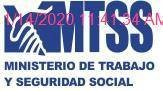 1/14/2020 11:41:34 AM
MTSS
MINISTERIO DE TRABAJO
Y SEGURIDAD SOCIAL